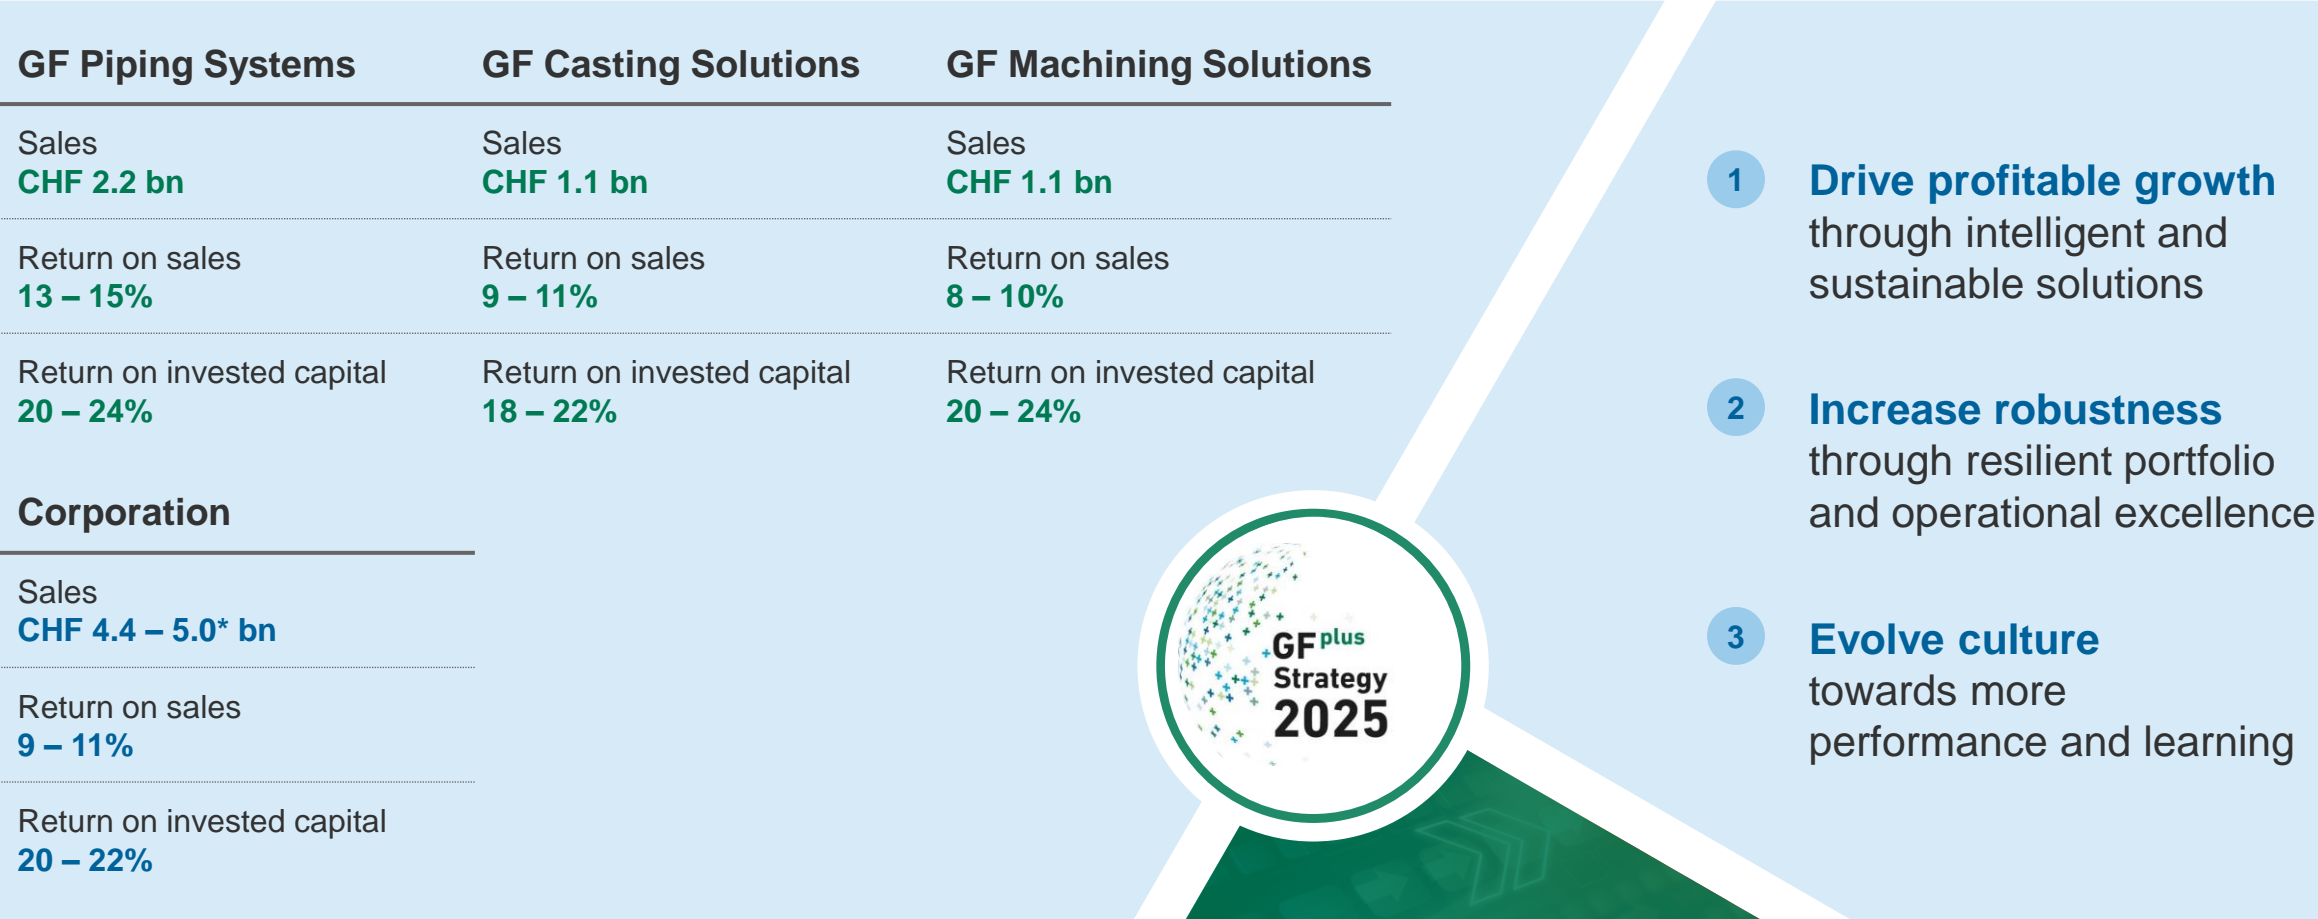 GF Piping Systems
GF Casting Solutions
GF Machining Solutions
Sales
CHF 2.2 bn
Sales
CHF 1.1 bn
Sales
CHF 1.1 bn
Return on sales
13 – 15%
Return on sales
9 – 11%
Return on sales
8 – 10%
Return on invested capital
20 – 24%
Return on invested capital
18 – 22%
Return on invested capital
20 – 24%
Corporation
Sales
CHF 4.4 – 5.0* bn
Return on sales
9 – 11%
Return on invested capital
20 – 22%
GF plus
Strategy
2025
1
Drive profitable growth
through intelligent and
sustainable solutions
2
Increase robustness
through resilient portfolio
and operational excellence
3
Evolve culture
towards more
performance and learning